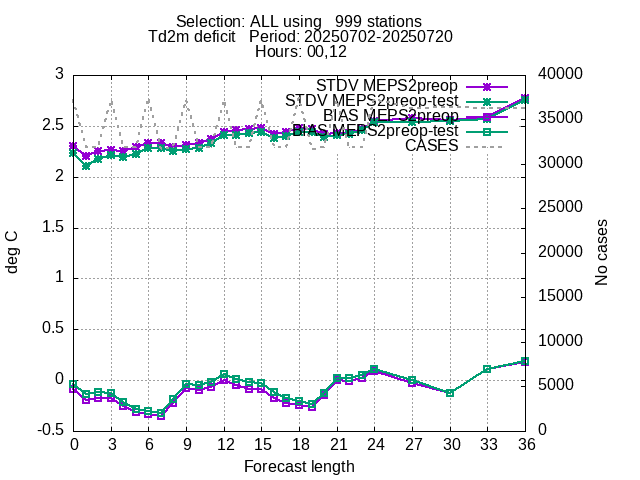 Selection: ALL using   999 stations
Td2m deficit   Period: 20250702-20250720
Hours: 00,12
STDV MEPS2preop
STDV MEPS2preop-test
BIAS MEPS2preop
BIAS MEPS2preop-test
CASES
deg C
3
2.5
2
1.5
1
0.5
0
-0.5
No cases
40000
35000
30000
25000
20000
15000
10000
5000
0
0 3 6 9 12 15 18 21 24 27 30 33 36
Forecast length